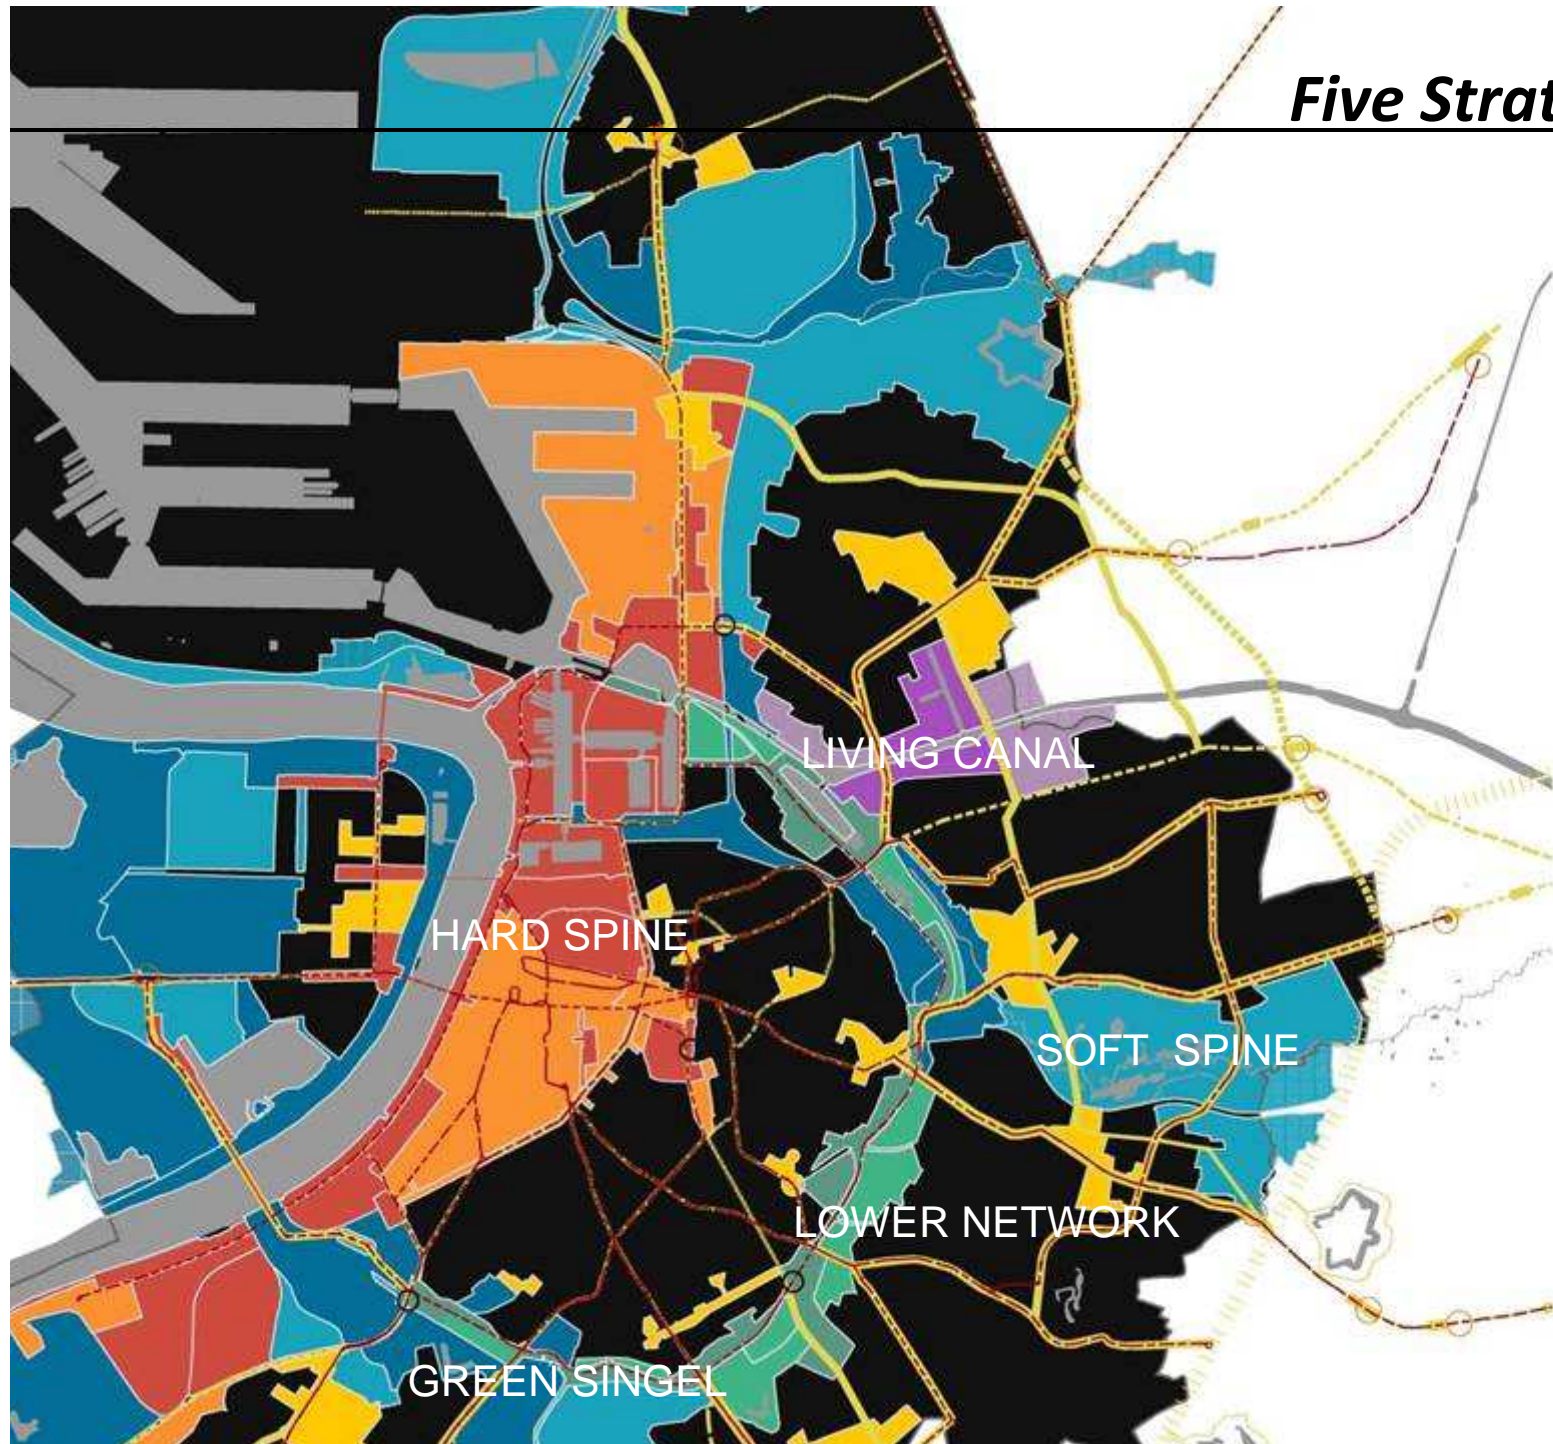 Five Strat
LIVING CANAL
HARD SPINE
SOFT SPINE
LOWER NETWORK
GREEN SINGEL